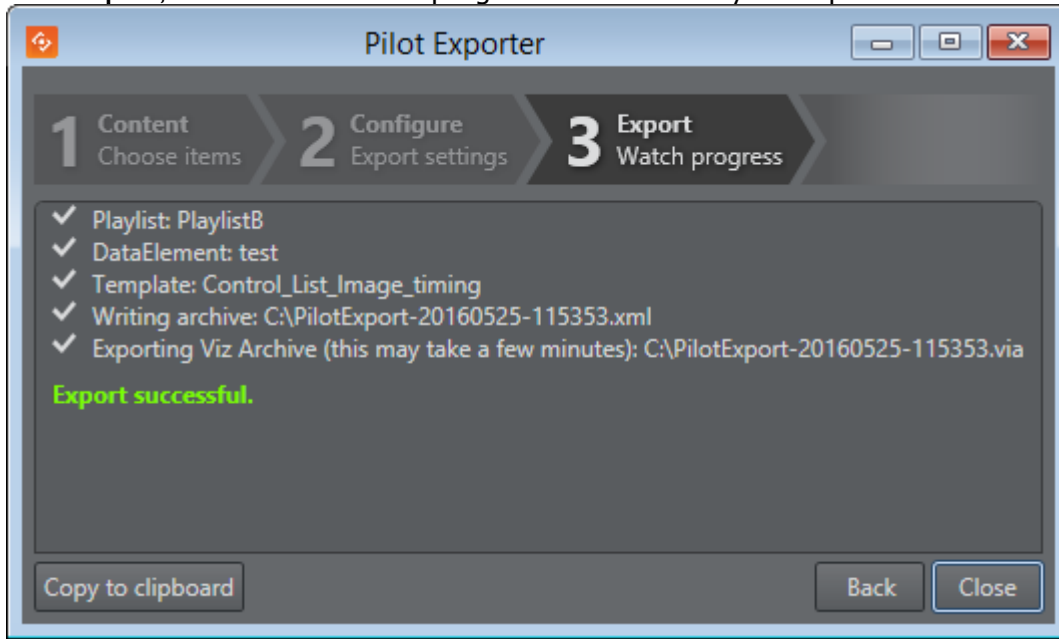 Pilot Exporter
1 Content
Choose items
2 Configure
Export settings
3 Export
Watch progress
Playlist: PlaylistB
DataElement: test
Template: Control_List_Image_timing
Writing archive: C:\PilotExport-20160525-115353.xml
Exporting Viz Archive (this may take a few minutes): C:\PilotExport-20160525-115353.via
Export successful.
Copy to clipboard
Back
Close